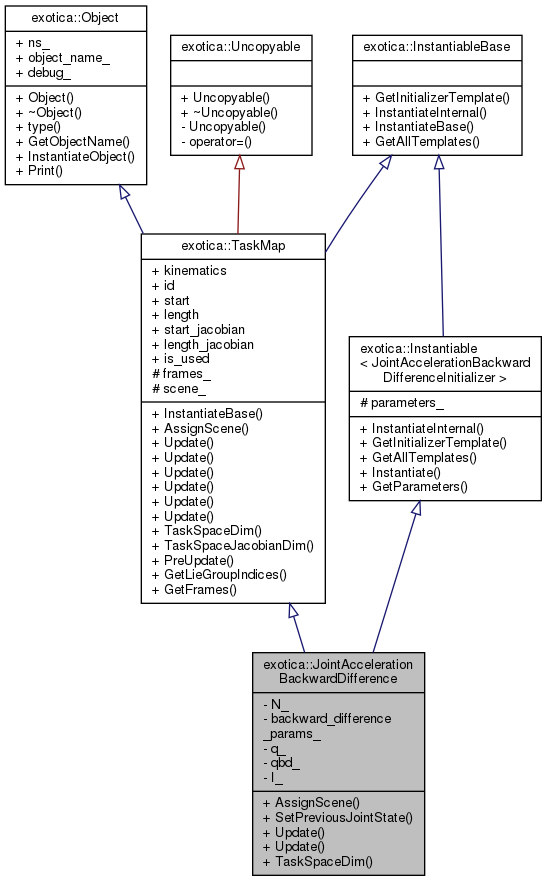 exotica::Object
+ ns_
+ object_name_
+ debug_
+ Object()
+ ~Object()
+ type()
+ GetObjectName()
+ InstantiateObject()
+ Print()
exotica::Uncopyable
+ Uncopyable()
+ ~Uncopyable()
- Uncopyable()
- operator=()
exotica::InstantiableBase
+ GetInitializerTemplate()
+ InstantiateInternal()
+ InstantiateBase()
+ GetAllTemplates()
exotica::TaskMap
+ kinematics
+ id
+ start
+ length
+ start_jacobian
+ length_jacobian
+ is_used
# frames_
# scene_
+ InstantiateBase()
+ AssignScene()
+ Update()
+ Update()
+ Update()
+ Update()
+ Update()
+ Update()
+ TaskSpaceDim()
+ TaskSpaceJacobianDim()
+ PreUpdate()
+ GetLieGroupIndices()
+ GetFrames()
exotica::Instantiable
< JointAccelerationBackward
DifferenceInitializer >
# parameters_
+ InstantiateInternal()
+ GetInitializerTemplate()
+ GetAllTemplates()
+ Instantiate()
+ GetParameters()
exotica::JointAcceleration
BackwardDifference
- N_
- backward_difference
_params_
- q_
- qbd_
- I_
+ AssignScene()
+ SetPreviousJointState()
+ Update()
+ Update()
+ TaskSpaceDim()